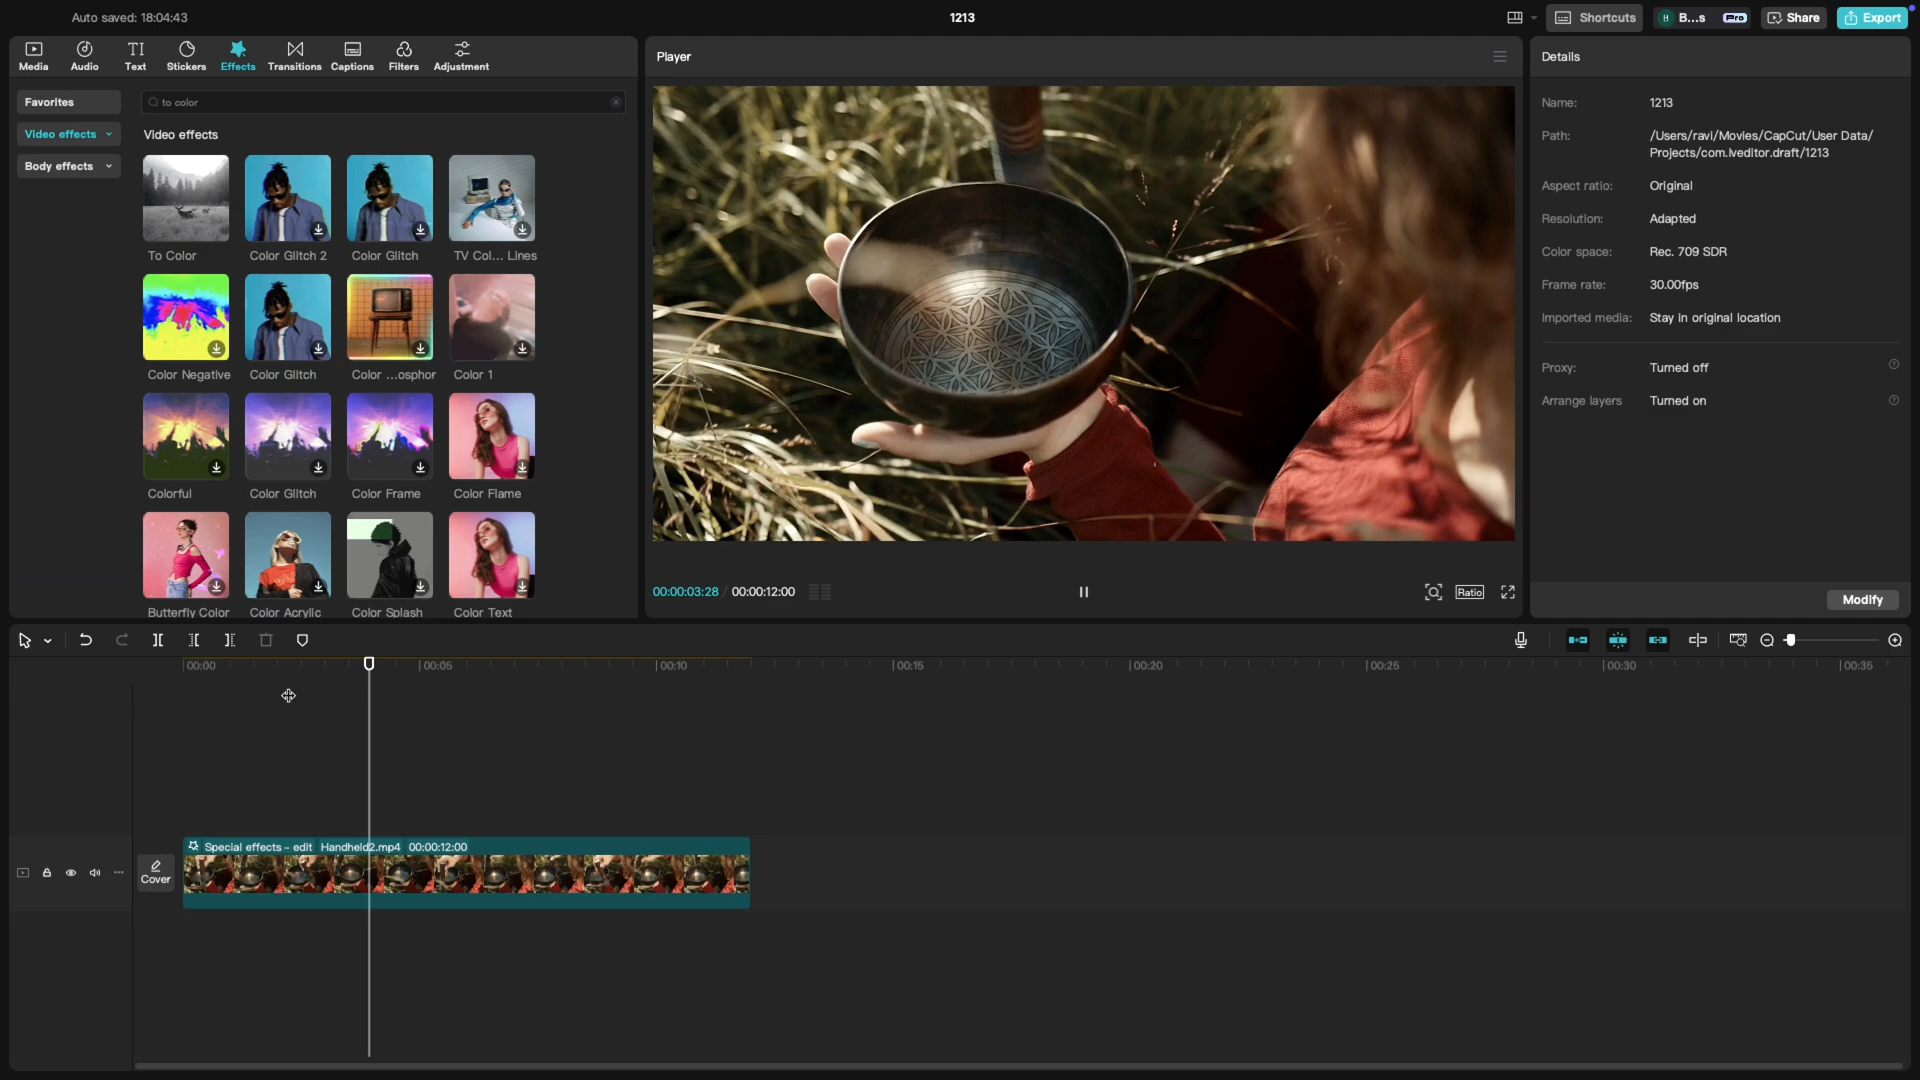 Auto saved: 18:04:43
1213
Shortcuts
B...s
Pro
Share
Export
Media
Audio
TI
Text
Stickers
Effects
Transitions
Captions
Filters
Adjustment
Favorites
Video effects
Body effects
to color
Video effects
To Color
Color Glitch 2
Color Glitch
TV Col... Lines
Color Negative
Color Glitch
Color ...osphor
Color 1
Colorful
Color Glitch
Color Frame
Color Flame
Butterfly Color
Color Acrylic
Color Splash
Color Text
Player
00:00:03:28 / 00:00:12:00
Ratio
Details
Name: 1213
Path: /Users/ravi/Movies/CapCut/User Data/
Projects/com.lveditor.draft/1213
Aspect ratio: Original
Resolution: Adapted
Color space: Rec. 709 SDR
Frame rate: 30.00fps
Imported media: Stay in original location
Proxy: Turned off
Arrange layers Turned on
Modify
00:00
00:05
00:10
00:15
00:20
00:25
00:30
00:35
Cover
Special effects – edit Handheld2.mp4 00:00:12:00